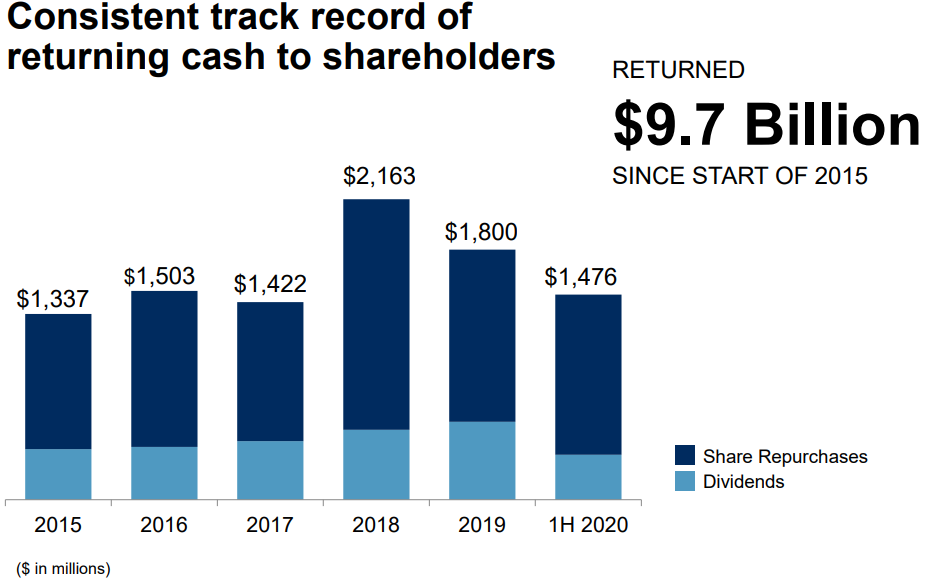 Consistent track record of
returning cash to shareholders
RETURNED
$9.7 Billion
SINCE START OF 2015
$1,337
$1,503
$1,422
$2,163
$1,800
$1,476
Share Repurchases
Dividends
2015
2016
2017
2018
2019
1H 2020
($ in millions)